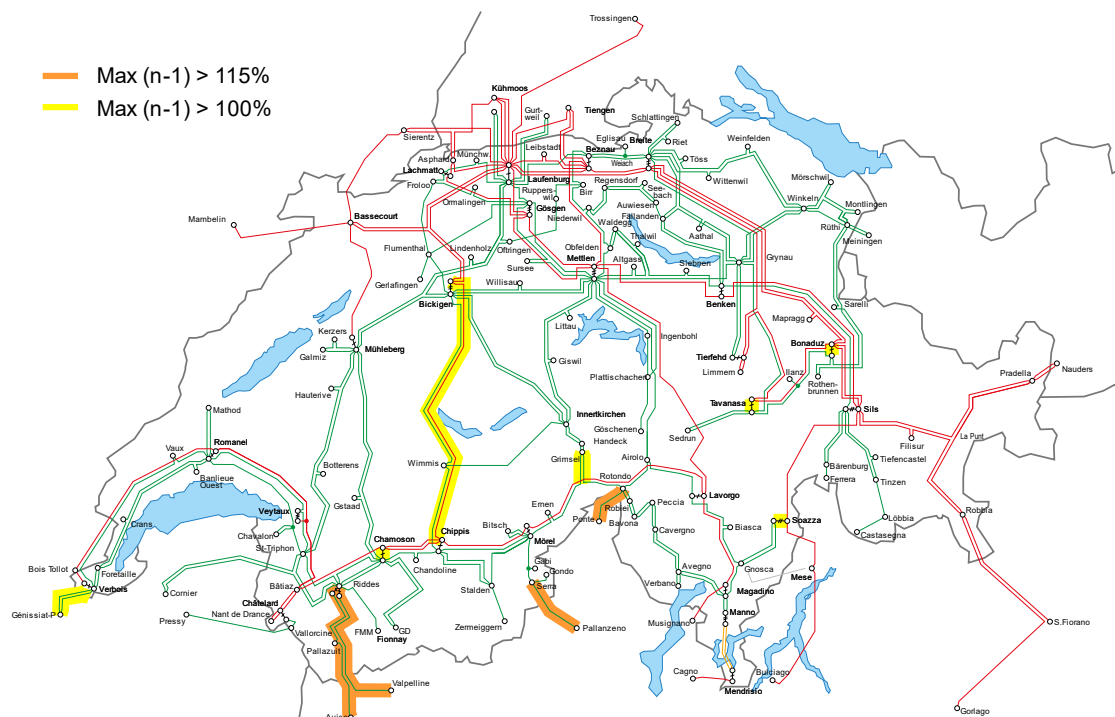 Trossingen
Max (n-1) > 115%
Max (n-1) > 100%
Kühmoos
Gurt-
weil
Tiengen
Schlattingen
Sierentz
Eglisau
Breite
Riet
Weinfelden
Asphard
Münchw.
Leibstadt
Beznau
Weiach
Töss
Lachmatt
Laufenburg
Regensdorf
See-
bach
Wittenwil
Mörschwil
Froloo
Ormalingen
Ruppers-
wil
Birr
Auwiesen
Winkeln
Montlingen
Mambelin
Bassecourt
Gösgen
Niederwil
Waldegg
Fällanden
Aathal
Rüthi
Meiningen
Flumenthal
Lindenholz
Oftringen
Obfelden
Thalwil
Sursee
Mettlen
Altgass
Siebnen
Grynau
Gerlafingen
Willisau
Bickigen
Benken
Sarelli
Mapragg
Kerzers
Littau
Ingenbohl
Galmiz
Mühleberg
Giswil
Tierfehd
Limmern
Bonaduz
Ilanz
Rothen-
brunnen
Pradella
Nauders
Plattischachen
Hauterive
Tavanasa
Mathod
Innertkirchen
Göschenen
Handeck
Sedrun
Sils
Filisur
La Punt
Romanel
Vaux
Banlieue
Ouest
Botterens
Wimmis
Grimsel
Airolo
Rotondo
Bärenburg
Ferrera
Tiefencastel
Tinzen
Gstaad
Robiei
Peccia
Lavorgo
Crans
Veytaux
Emen
Ponte
Bavona
Soazza
Löbbia
Robbia
Chavalon
St-Triphon
Chamoson
Chippis
Bitsch
Mörel
Cavergno
Biasca
Castasegna
Bois Tollot
Foretaille
Chandoline
Gabi
Gondo
Serra
Avegno
Gnosca
Mese
Verbois
Bâtiaz
Riddes
Stalden
Verbano
Magadino
Génissiat-P
Cornier
Pressy
Châtelard
Nant de Drance
Vallorcine
Pallazuit
FMM
GD
Fionnay
Zermeiggern
Pallanzeno
Musignano
Manno
S.Fiorano
Valpelline
Cagno
Mendrisio
Bulciago
Gorlago